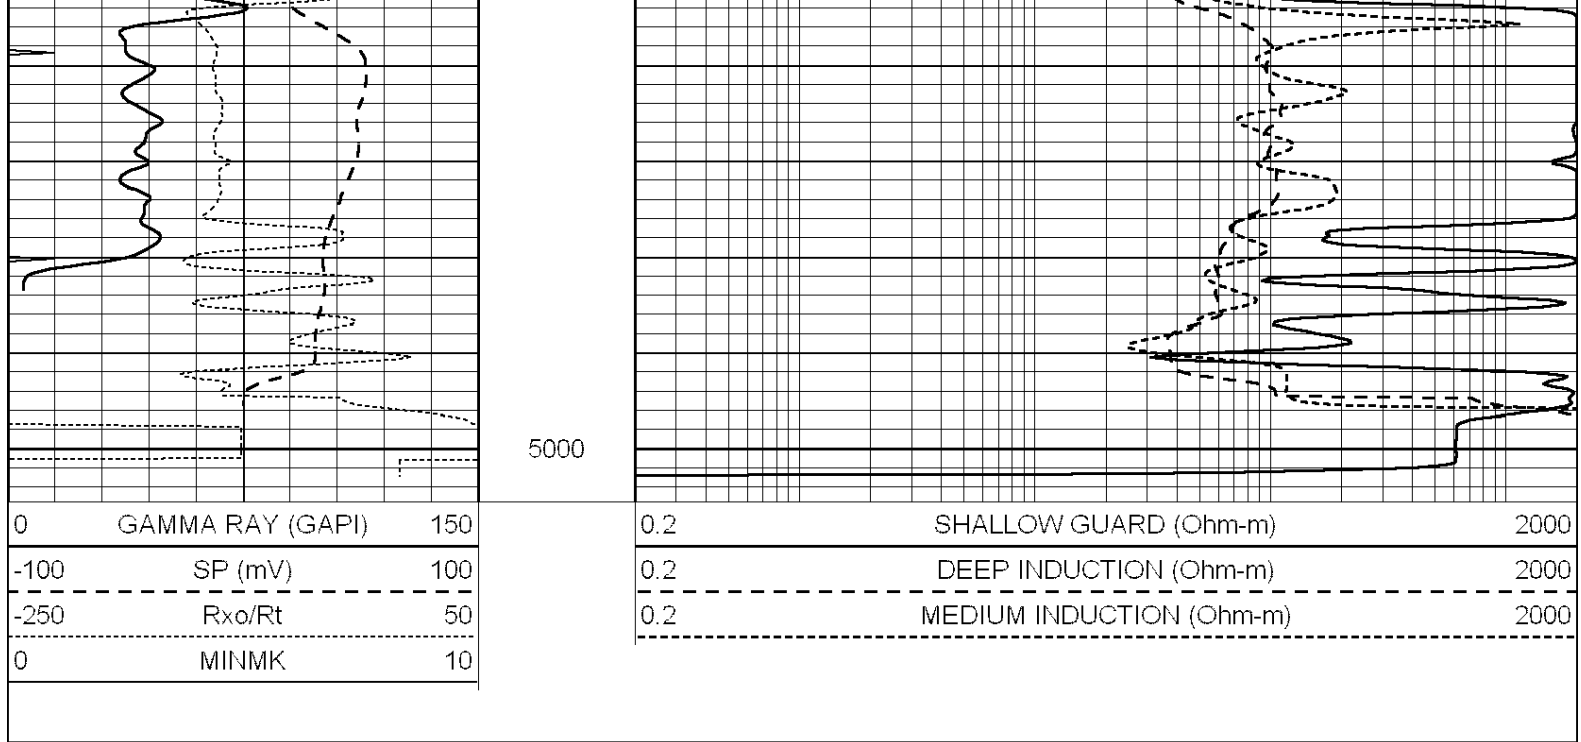 5000
0 GAMMA RAY (GAPI) 150
-100 SP (mV) 100
-250 Rxo/Rt 50
0 MINMK 10
0.2 SHALLOW GUARD (Ohm-m) 2000
0.2 DEEP INDUCTION (Ohm-m) 2000
0.2 MEDIUM INDUCTION (Ohm-m) 2000